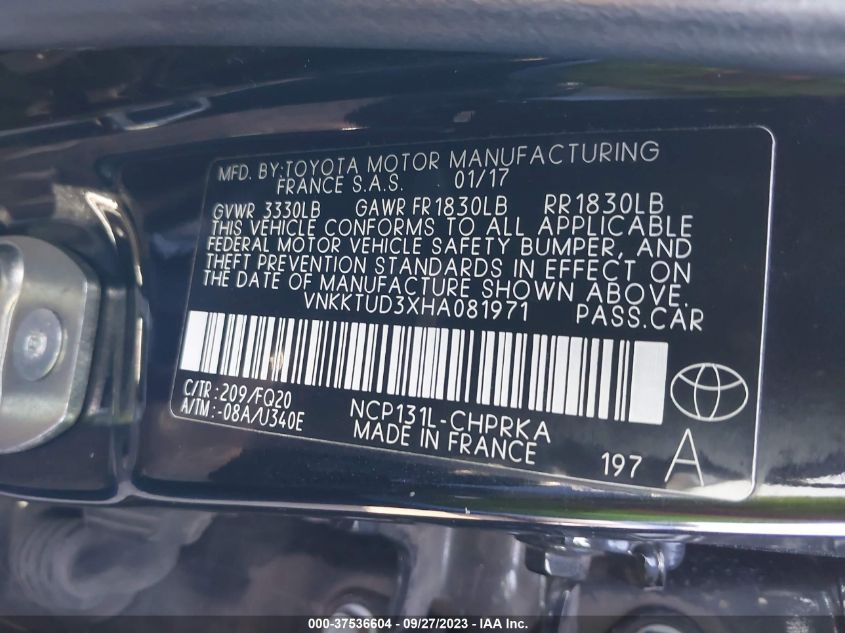 MFD. BY:TOYOTA MOTOR MANUFACTURING
FRANCE S.A.S. 01/17
GVWR 3330LB GAWR FR1830LB RR1830LB
THIS VEHICLE CONFORMS TO ALL APPLICABLE
FEDERAL MOTOR VEHICLE SAFETY BUMPER, AND
THEFT PREVENTION STANDARDS IN EFFECT ON
THE DATE OF MANUFACTURE SHOWN ABOVE.
VNKKTUD3XHA081971 PASS.CAR
C/TR:209/FQ20
A/TM:-08A/U340E
NCP131L-CHPRKA
MADE IN FRANCE
197 A
000-37536604 - 09/27/2023 - COPYRIGHT IAA, Inc.